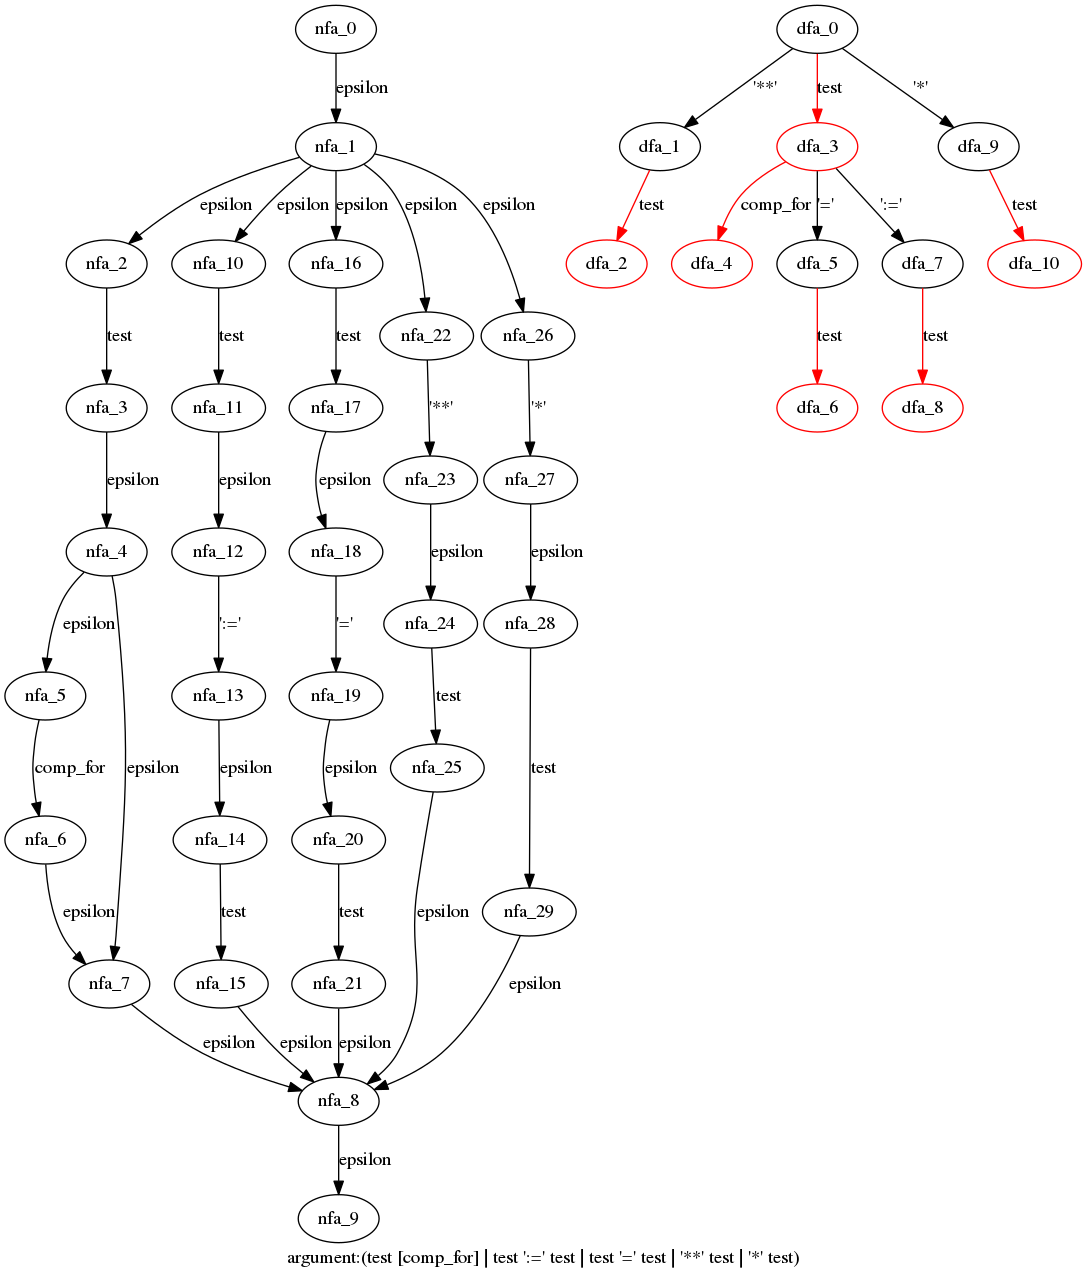 nfa_0 dfa_0
epsilon '**' test '*'
nfa_1 dfa_1 dfa_3 dfa_9
epsilon epsilon epsilon epsilon epsilon test comp_for '=' ':=' test
nfa_2 nfa_10 nfa_16 dfa_2 dfa_4 dfa_5 dfa_7 dfa_10
nfa_22 nfa_26
test test test test test
nfa_3 nfa_11 nfa_17 '**' '*' dfa_6 dfa_8
epsilon epsilon epsilon nfa_23 nfa_27
nfa_4 nfa_12 nfa_18 epsilon epsilon
epsilon ':=' '=' nfa_24 nfa_28
nfa_5 nfa_13 nfa_19 test
comp_for epsilon epsilon epsilon nfa_25 test
nfa_6 nfa_14 nfa_20
epsilon test test epsilon nfa_29
nfa_7 nfa_15 nfa_21 epsilon
epsilon epsilon epsilon
nfa_8
epsilon
nfa_9
argument:(test [comp_for] | test ':=' test | test '=' test | '**' test | '*' test)